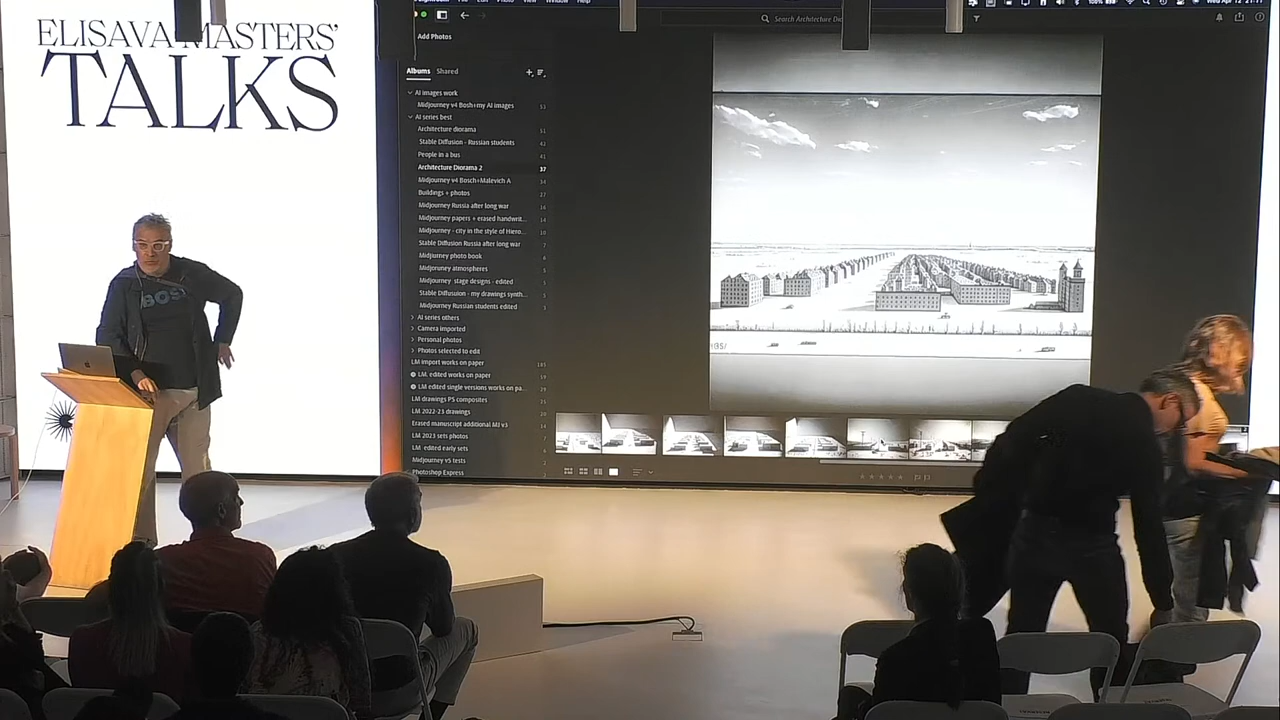 ELISAVA MASTERS'
TALKS
BOSS
Add Photos
Search Architecture Dio
Albums
Shared
AI images work
Midjourney v4 Bosh+my AI images
AI series best
Architecture diorama
Stable Diffusion - Russian students
People in a bus
Architecture Diorama 2
37
Midjourney v4 Bosch+Malevich A
Buildings + photos
Midjourney Russia after long war
Midjourney papers + erased handwrit...
Midjourney - city in the style of Hiero...
Stable Diffusion Russia after long war
Midjourney photo book
Midjoruney atmospheres
Midjourney stage designs - edited
Stable Diffusuion - my drawings synth...
Midjourney Russian students edited
AI series others
Camera imported
Personal photos
Photos selected to edit
LM import works on paper
LM. edited works on paper
LM edited single versions works on pa...
LM drawings PS composites
LM 2022-23 drawings
Erased manuscript additional MJ v3
LM 2023 sets photos
LM edited early sets
Midjourney v5 tests
Photoshop Express